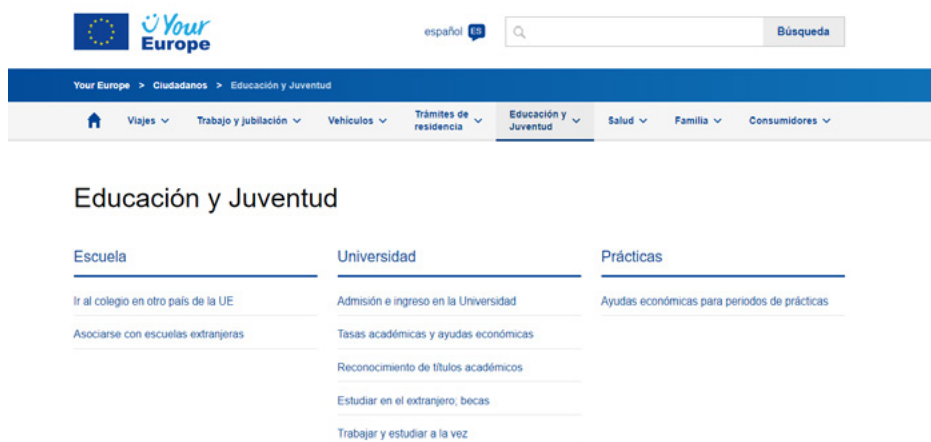 Your
Europe
español ES
Búsqueda
Your Europe > Ciudadanos > Educación y Juventud
Viajes
Trabajo y jubilación
Vehículos
Trámites de
residencia
Educación y
Juventud
Salud
Familia
Consumidores
Educación y Juventud
Escuela
Ir al colegio en otro país de la UE
Asociarse con escuelas extranjeras
Universidad
Admisión e ingreso en la Universidad
Tasas académicas y ayudas económicas
Reconocimiento de títulos académicos
Estudiar en el extranjero; becas
Trabajar y estudiar a la vez
Prácticas
Ayudas económicas para periodos de prácticas